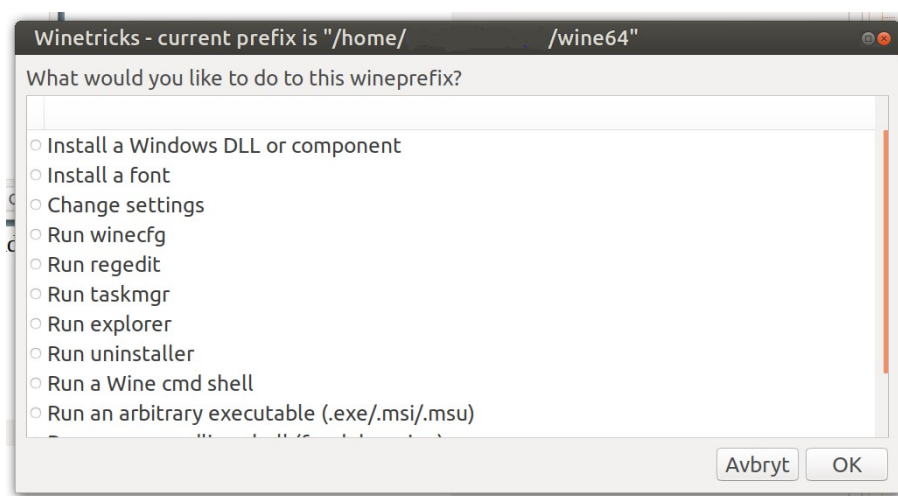 Winetricks - current prefix is "/home/ /wine64"
What would you like to do to this wineprefix?
Install a Windows DLL or component
Install a font
Change settings
Run winecfg
Run regedit
Run taskmgr
Run explorer
Run uninstaller
Run a Wine cmd shell
Run an arbitrary executable (.exe/.msi/.msu)
Avbryt OK